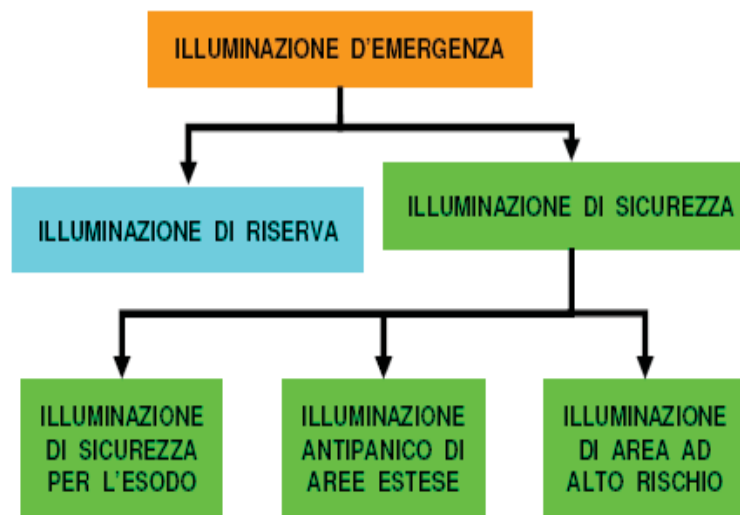 ILLUMINAZIONE D'EMERGENZA
ILLUMINAZIONE DI RISERVA
ILLUMINAZIONE DI SICUREZZA
ILLUMINAZIONE
DI SICUREZZA
PER L'ESODO
ILLUMINAZIONE
ANTIPANICO DI
AREE ESTESE
ILLUMINAZIONE
DI AREA AD
ALTO RISCHIO